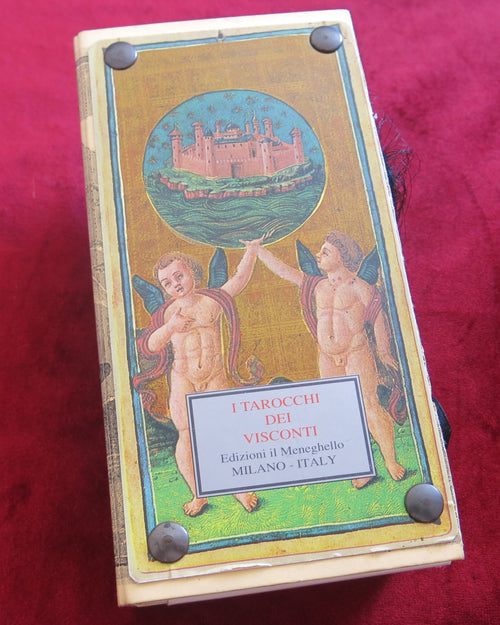 I TAROCCHI
DEI
VISCONTI
Edizioni il Meneghello
MILANO - ITALY